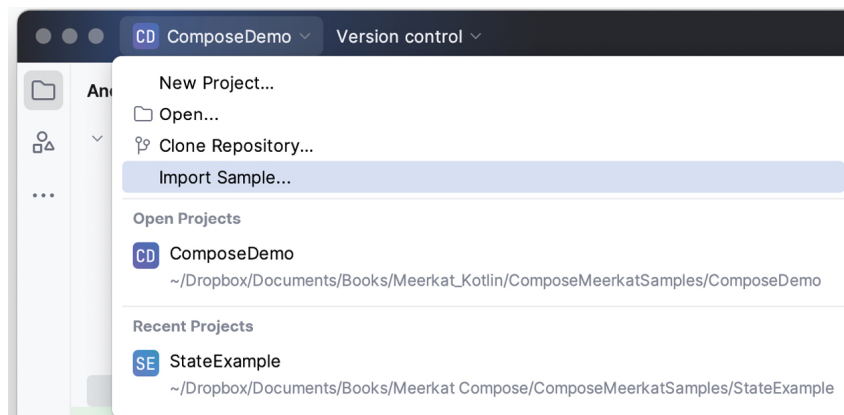 CD ComposeDemo Version control
And
New Project...
Open...
Clone Repository...
Import Sample...
Open Projects
CD ComposeDemo
~/Dropbox/Documents/Books/Meerkat_Kotlin/ComposeMeerkatSamples/ComposeDemo
Recent Projects
SE StateExample
~/Dropbox/Documents/Books/Meerkat Compose/ComposeMeerkatSamples/StateExample